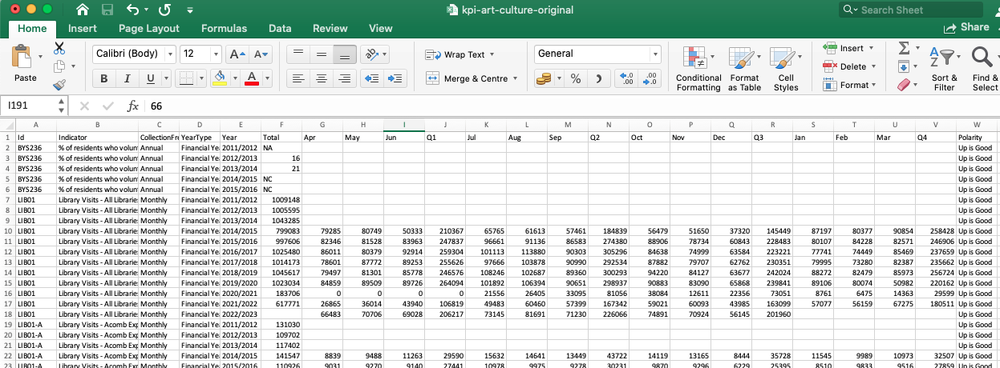 kpi-art-culture-original
Search Sheet
Home Insert Page Layout Formulas Data Review View Share
Paste
Calibri (Body) 12 A A
B I U A
Wrap Text
Merge & Centre
General
%
Conditional Formatting
Format as Table
Cell Styles
Insert
Delete
Format
Sort & Filter
Find & Select
I191 fx 66
A B C D E F G H I J K L M N O P Q R S T U V W
1 Id Indicator CollectionFre YearType Year Total Apr May Jun Q1 Jul Aug Sep Q2 Oct Nov Dec Q3 Jan Feb Mar Q4 Polarity
2 BYS236 % of residents who volun Annual Financial Ye 2011/2012 NA Up is Good
3 BYS236 % of residents who volun Annual Financial Ye 2012/2013 16 Up is Good
4 BYS236 % of residents who volun Annual Financial Ye 2013/2014 21 Up is Good
5 BYS236 % of residents who volun Annual Financial Ye 2014/2015 NC Up is Good
6 BYS236 % of residents who volun Annual Financial Ye 2015/2016 NC Up is Good
7 LIB01 Library Visits - All Librarie Monthly Financial Ye 2011/2012 1009148 Up is Good
8 LIB01 Library Visits - All Librarie Monthly Financial Ye 2012/2013 1005595 Up is Good
9 LIB01 Library Visits - All Librarie Monthly Financial Ye 2013/2014 1043285 Up is Good
10 LIB01 Library Visits - All Librarie Monthly Financial Ye 2014/2015 799083 79285 80749 50333 210367 65765 61613 57461 184839 56479 51650 37320 145449 87197 80377 90854 258428 Up is Good
11 LIB01 Library Visits - All Librarie Monthly Financial Ye 2015/2016 997606 82346 81528 83963 247837 96661 91136 86583 274380 88906 78734 60843 228483 80107 84228 82571 246906 Up is Good
12 LIB01 Library Visits - All Librarie Monthly Financial Ye 2016/2017 1025480 86011 80379 92914 259304 101113 113880 90303 305296 84638 74999 63584 223221 77741 74449 85469 237659 Up is Good
13 LIB01 Library Visits - All Librarie Monthly Financial Ye 2017/2018 1014173 78601 87772 89253 255626 97666 103878 90990 292534 87882 79707 62762 230351 79995 73280 82387 235662 Up is Good
14 LIB01 Library Visits - All Librarie Monthly Financial Ye 2018/2019 1045617 79497 81301 85778 246576 108246 102687 89360 300293 94220 84127 63677 242024 88272 82479 85973 256724 Up is Good
15 LIB01 Library Visits - All Librarie Monthly Financial Ye 2019/2020 1023034 84859 89509 89726 264094 101892 106394 90651 298937 90883 83090 65868 239841 89106 80074 50982 220162 Up is Good
16 LIB01 Library Visits - All Librarie Monthly Financial Ye 2020/2021 183706 0 0 0 0 21556 26405 33095 81056 38084 12611 22356 73051 8761 6475 14363 29599 Up is Good
17 LIB01 Library Visits - All Librarie Monthly Financial Ye 2021/2022 617771 26865 36014 43940 106819 49483 60460 57399 167342 59021 60093 43985 163099 57077 56159 67275 180511 Up is Good
18 LIB01 Library Visits - All Librarie Monthly Financial Ye 2022/2023 66483 70706 69028 206217 73145 81691 71230 226066 74891 70924 56145 201960 Up is Good
19 LIB01-A Library Visits - Acomb Exp Monthly Financial Ye 2011/2012 131030 Up is Good
20 LIB01-A Library Visits - Acomb Exp Monthly Financial Ye 2012/2013 109702 Up is Good
21 LIB01-A Library Visits - Acomb Exp Monthly Financial Ye 2013/2014 117402 Up is Good
22 LIB01-A Library Visits - Acomb Exp Monthly Financial Ye 2014/2015 141547 8839 9488 11263 29590 15632 14641 13449 43722 14119 13165 8444 35728 11545 9989 10973 32507 Up is Good
23 LIB01-A Library Visits - Acomb Exp Monthly Financial Ye 2015/2016 110926 9031 9270 9140 27441 10978 9975 9278 30231 9870 9296 6229 25395 8510 9833 9516 27859 Up is Good